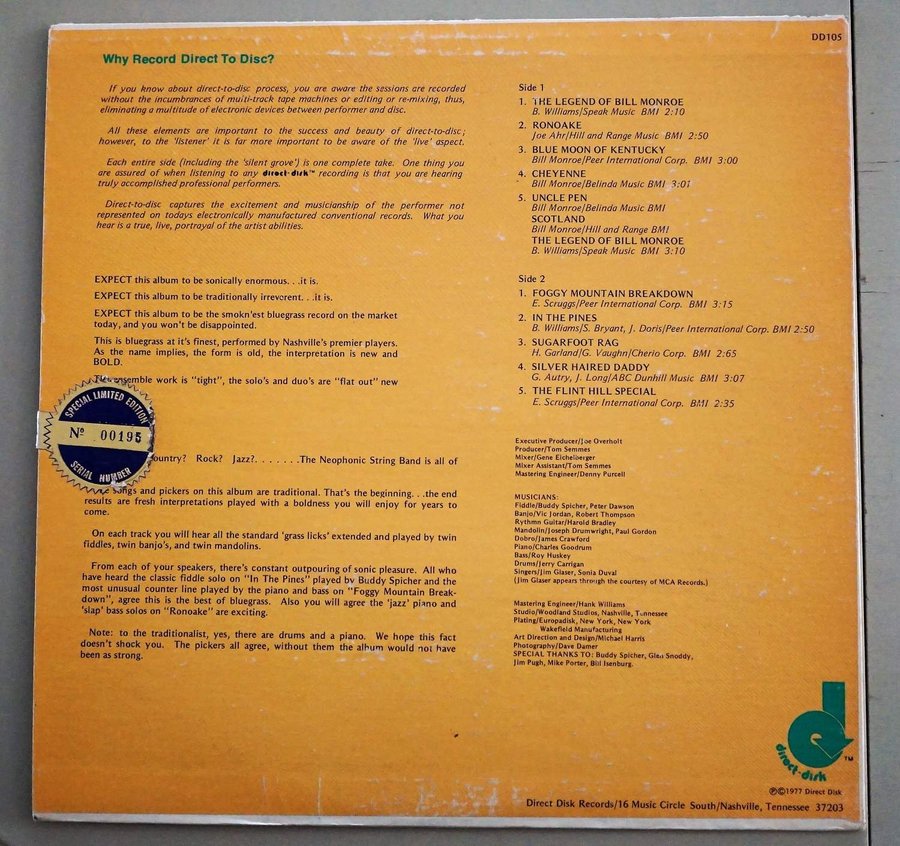 DD105
Why Record Direct To Disc?
If you know about direct-to-disc process, you are aware the sessions are recorded
without the incumbrances of multi-track tape machines or editing or re-mixing, thus,
eliminating a multitude of electronic devices between performer and disc.
All these elements are important to the success and beauty of direct-to-disc;
however, to the 'listener' it is far more important to be aware of the 'live' aspect.
Each entire side (including the 'silent grove') is one complete take. One thing you
are assured of when listening to any direct-disk™ recording is that you are hearing
truly accomplished professional performers.
Direct-to-disc captures the excitement and musicianship of the performer not
represented on todays electronically manufactured conventional records. What you
hear is a true, live, portrayal of the artist abilities.
EXPECT this album to be sonically enormous. . .it is.
EXPECT this album to be traditionally irrevorent. . .it is.
EXPECT this album to be the smokn'est bluegrass record on the market
today, and you won't be disappointed.
This is bluegrass at it's finest, performed by Nashville's premier players.
As the name implies, the form is old, the interpretation is new and
BOLD.
ensemble work is "tight", the solo's and duo's are "flat out" new
SPECIAL LIMITED EDITION
Nº 00195
SERIAL NUMBER
ountry? Rock? Jazz?. . . . . . .The Neophonic String Band is all of
songs and pickers on this album are traditional. That's the beginning. . .the end
results are fresh interpretations played with a boldness you will enjoy for years to
come.
On each track you will hear all the standard 'grass licks' extended and played by twin
fiddles, twin banjo's, and twin mandolins.
From each of your speakers, there's constant outpouring of sonic pleasure. All who
have heard the classic fiddle solo on "In The Pines" played by Buddy Spicher and the
most unusual counter line played by the piano and bass on "Foggy Mountain Break-
down", agree this is the best of bluegrass. Also you will agree the 'jazz' piano and
'slap' bass solos on "Ronoake" are exciting.
Note: to the traditionalist, yes, there are drums and a piano. We hope this fact
doesn't shock you. The pickers all agree, without them the album would not have
been as strong.
Side 1
1. THE LEGEND OF BILL MONROE
B. Williams/Speak Music BMI 2:10
2. RONOAKE
Joe Ahr/Hill and Range Music BMI 2:50
3. BLUE MOON OF KENTUCKY
Bill Monroe/Peer International Corp. BMI 3:00
4. CHEYENNE
Bill Monroe/Belinda Music BMI 3:01
5. UNCLE PEN
Bill Monroe/Belinda Music BMI
SCOTLAND
Bill Monroe/Hill and Range BMI
THE LEGEND OF BILL MONROE
B. Williams/Speak Music BMI 3:10
Side 2
1. FOGGY MOUNTAIN BREAKDOWN
E. Scruggs/Peer International Corp. BMI 3:15
2. IN THE PINES
B. Williams/S. Bryant, J. Doris/Peer International Corp. BMI 2:50
3. SUGARFOOT RAG
H. Garland/G. Vaughn/Cherio Corp. BMI 2:65
4. SILVER HAIRED DADDY
G. Autry, J. Long/ABC Dunhill Music BMI 3:07
5. THE FLINT HILL SPECIAL
E. Scruggs/Peer International Corp. BMI 2:35
Executive Producer/Joe Overholt
Producer/Tom Semmes
Mixer/Gene Eichelberger
Mixer Assistant/Tom Semmes
Mastering Engineer/Denny Purcell
MUSICIANS:
Fiddle/Buddy Spicher, Peter Dawson
Banjo/Vic Jordan, Robert Thompson
Rythmn Guitar/Harold Bradley
Mandolin/Joseph Drumwright, Paul Gordon
Dobro/James Crawford
Piano/Charles Goodrum
Bass/Roy Huskey
Drums/Jerry Carrigan
Singers/Jim Glaser, Sonia Duval
(Jim Glaser appears through the courtesy of MCA Records.)
Mastering Engineer/Hank Williams
Studio/Woodland Studios, Nashville, Tennessee
Plating/Europadisk, New York, New York
Wakefield Manufacturing
Art Direction and Design/Michael Harris
Photography/Dave Damer
SPECIAL THANKS TO: Buddy Spicher, Glen Snoddy,
Jim Pugh, Mike Porter, Bill Isenburg.
direct-disk
TM
℗©1977 Direct Disk
Direct Disk Records/16 Music Circle South/Nashville, Tennessee 37203